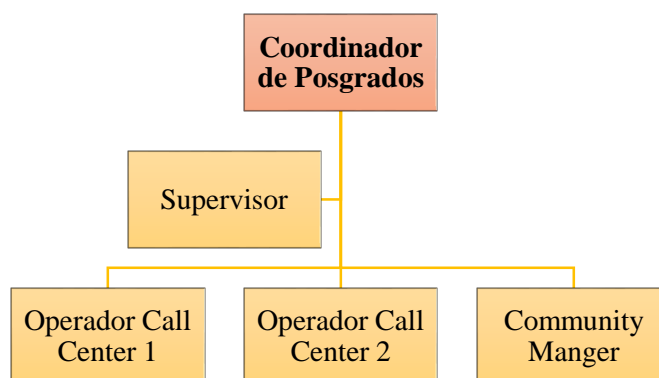 Coordinador
de Posgrados
Supervisor
Operador Call
Center 1
Operador Call
Center 2
Community
Manger